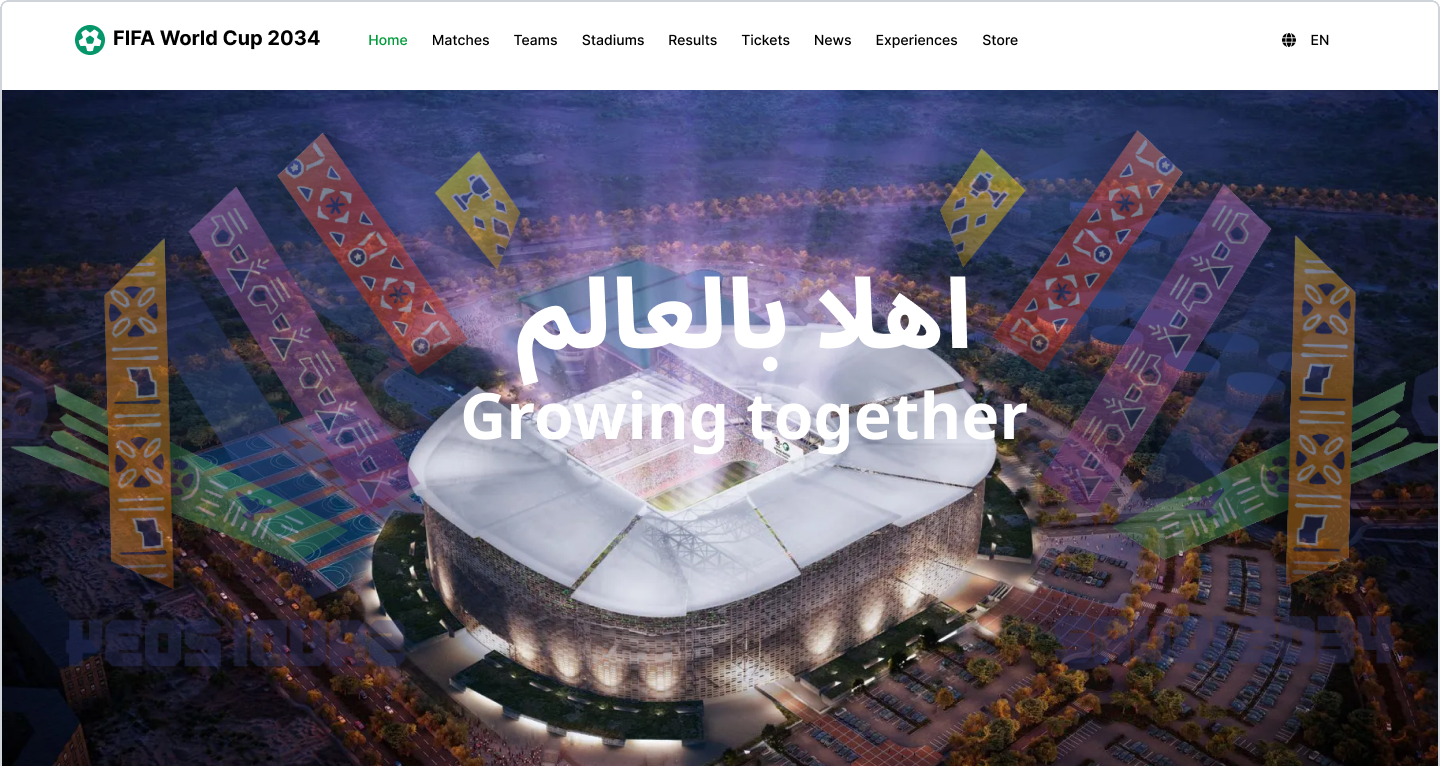 FIFA World Cup 2034
Home Matches Teams Stadiums Results Tickets News Experiences Store
EN
اهلا بالعالم
Growing together